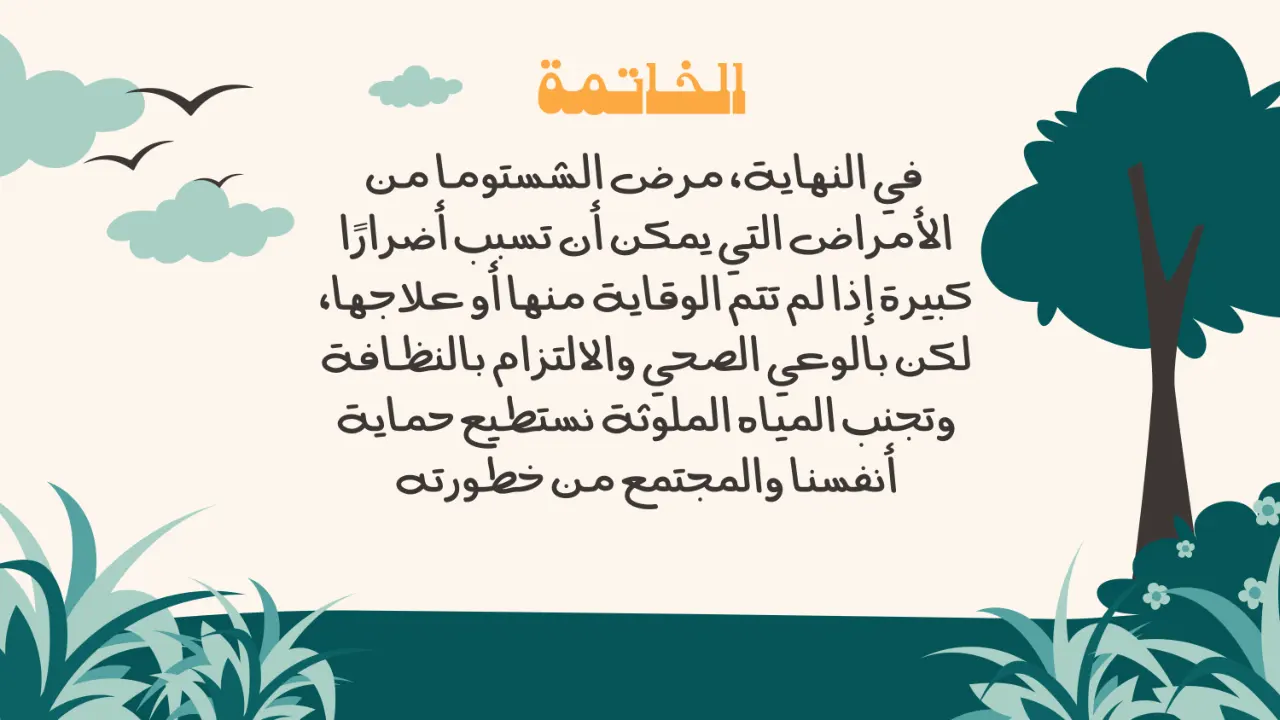 الخاتمة
في النهاية، مرض الشستوما من
الأمراض التي يمكن أن تسبب أضرارًا
كبيرة إذا لم تتم الوقاية منها أو علاجها،
لكن بالوعي الصحي والالتزام بالنظافة
وتجنب المياه الملوثة نستطيع حماية
أنفسنا والمجتمع من خطورته